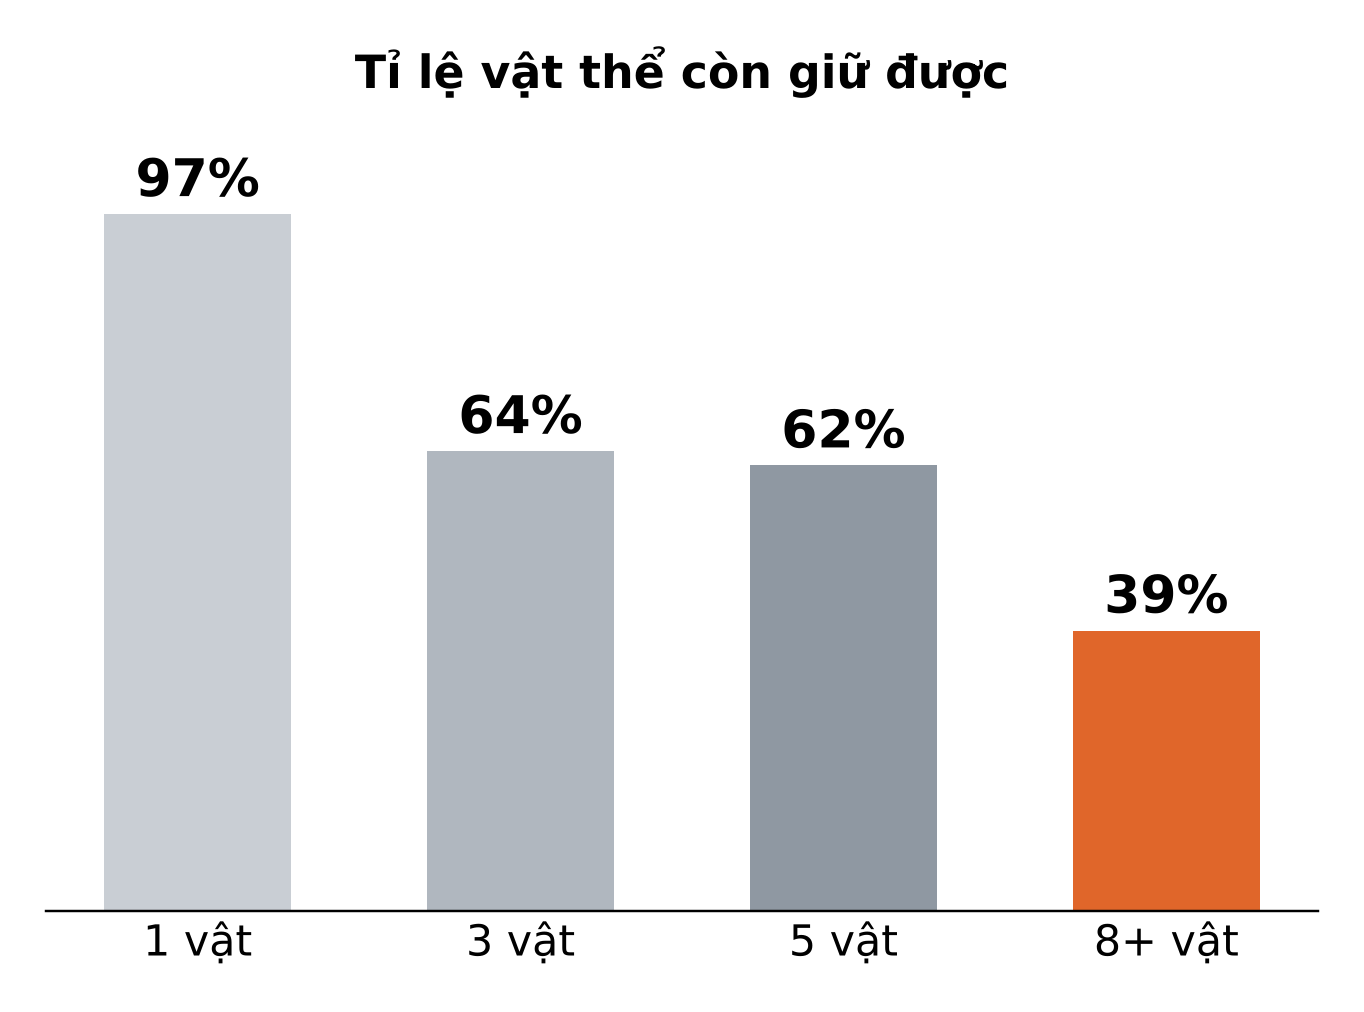 Tỉ lệ vật thể còn giữ được
97%
64%
62%
39%
1 vật
3 vật
5 vật
8+ vật